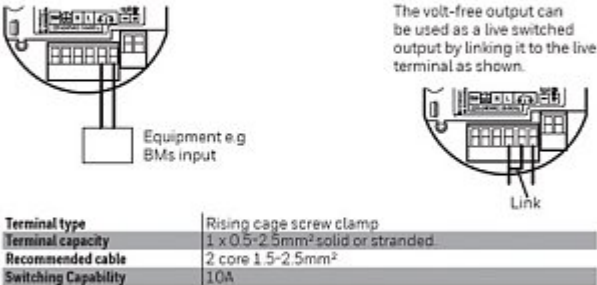 The volt-free output can
be used as a live switched
output by linking it to the live
terminal as shown.
Equipment e.g
BMs input
Link
Terminal type Rising cage screw clamp
Terminal capacity 1 x 0.5-2.5mm² solid or stranded.
Recommended cable 2 core 1.5-2.5mm²
Switching Capability 10A